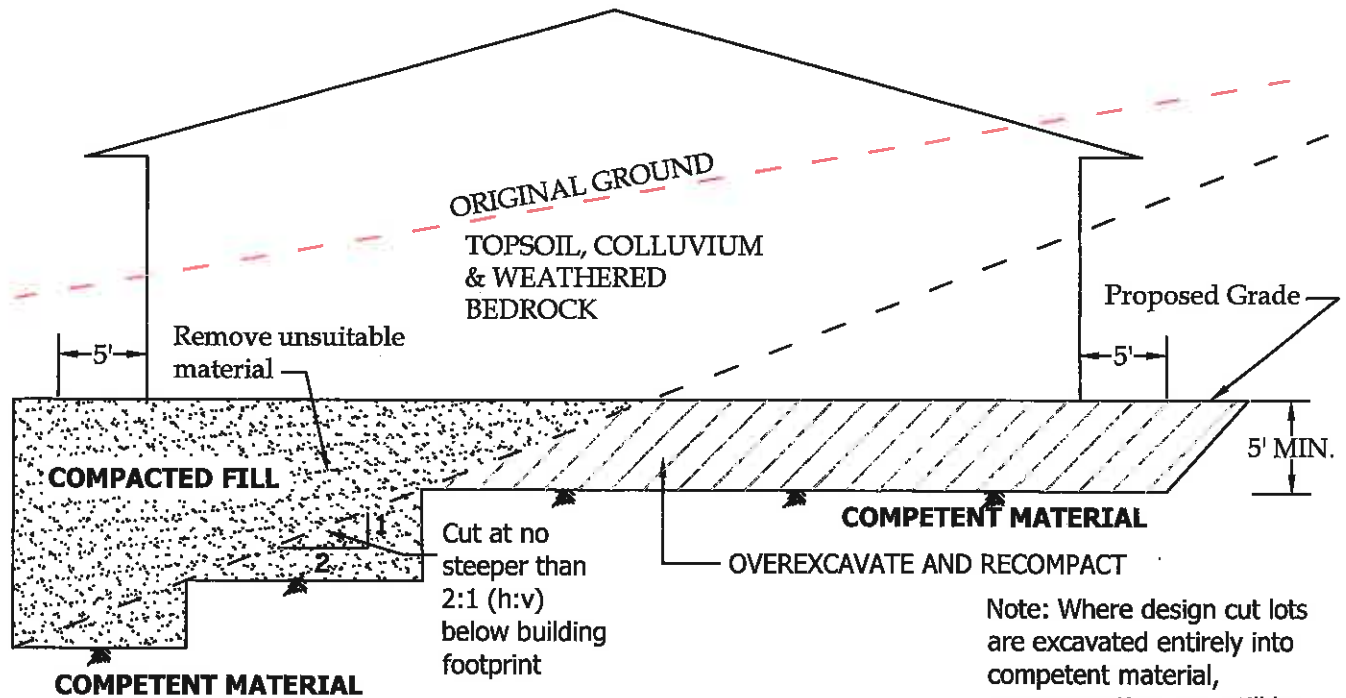 ORIGINAL GROUND
TOPSOIL, COLLUVIUM
& WEATHERED
BEDROCK
Proposed Grade
5'
Remove unsuitable
material
5'
5' MIN.
COMPACTED FILL
1
2
Cut at no
steeper than
2:1 (h:v)
below building
footprint
COMPETENT MATERIAL
OVEREXCAVATE AND RECOMPACT
Note: Where design cut lots
are excavated entirely into
competent material,
COMPETENT MATERIAL